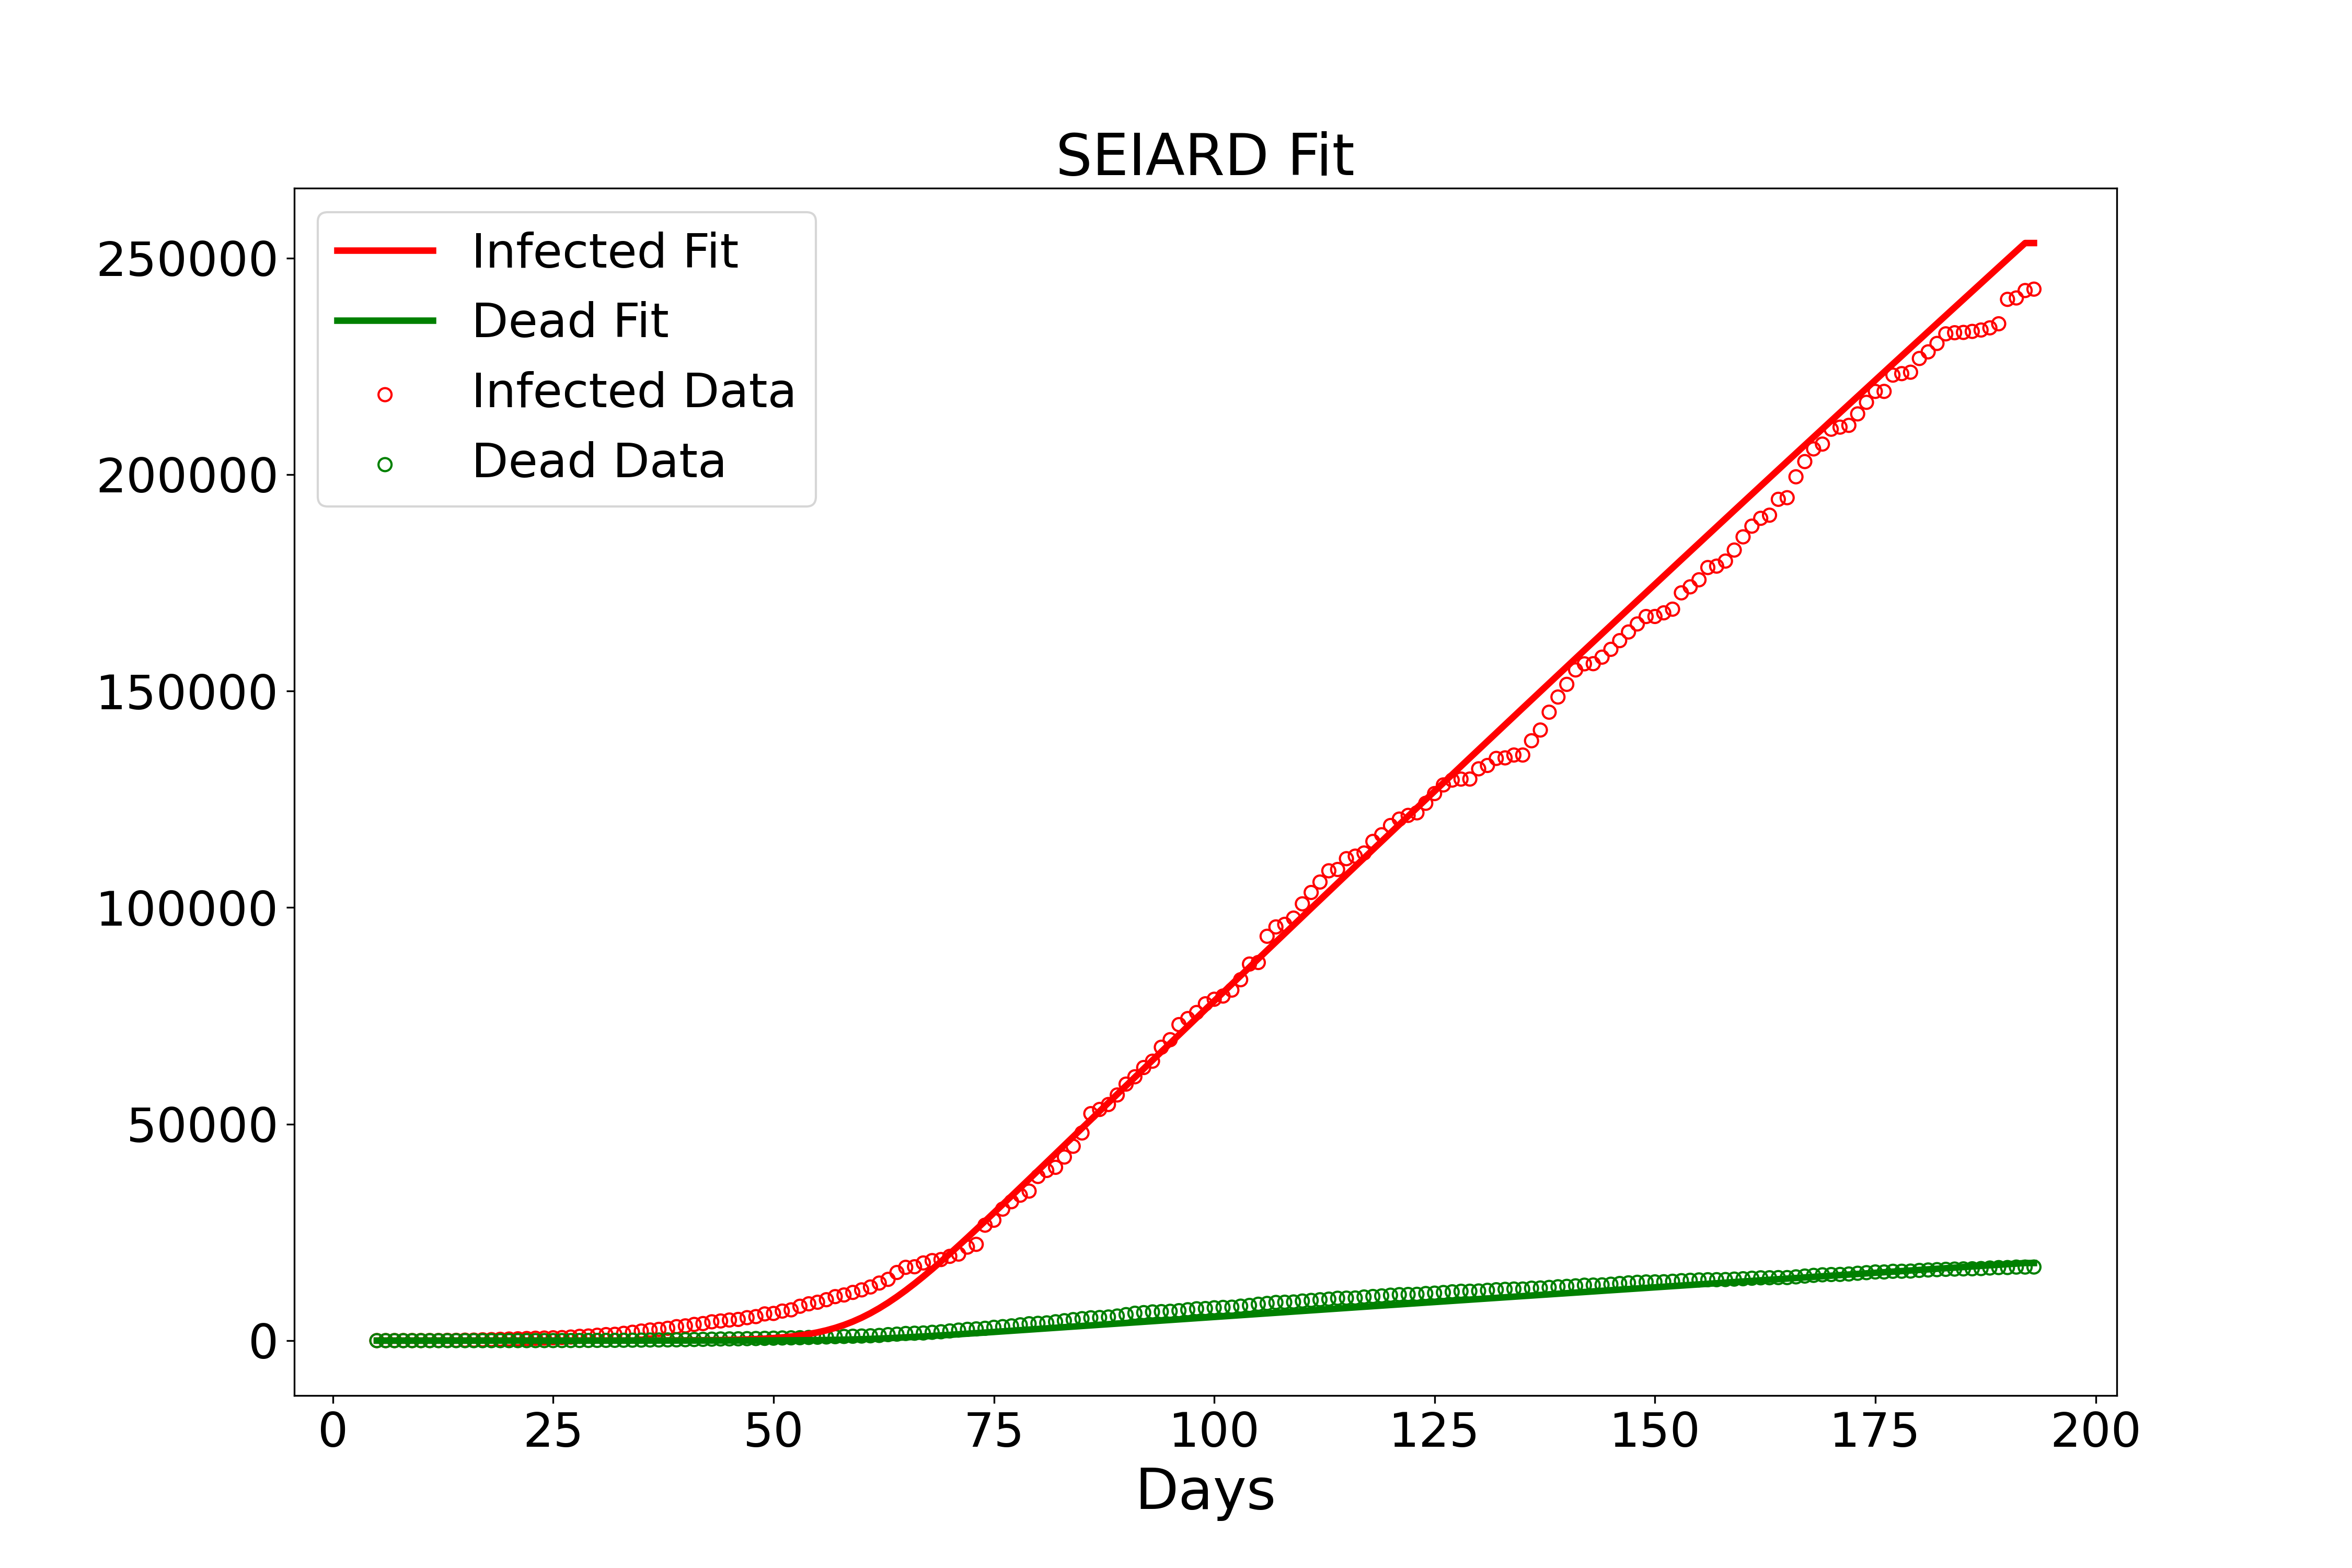 SEIARD Fit
Infected Fit
Dead Fit
Infected Data
Dead Data
250000
200000
150000
100000
50000
0
0 25 50 75 100 125 150 175 200
Days